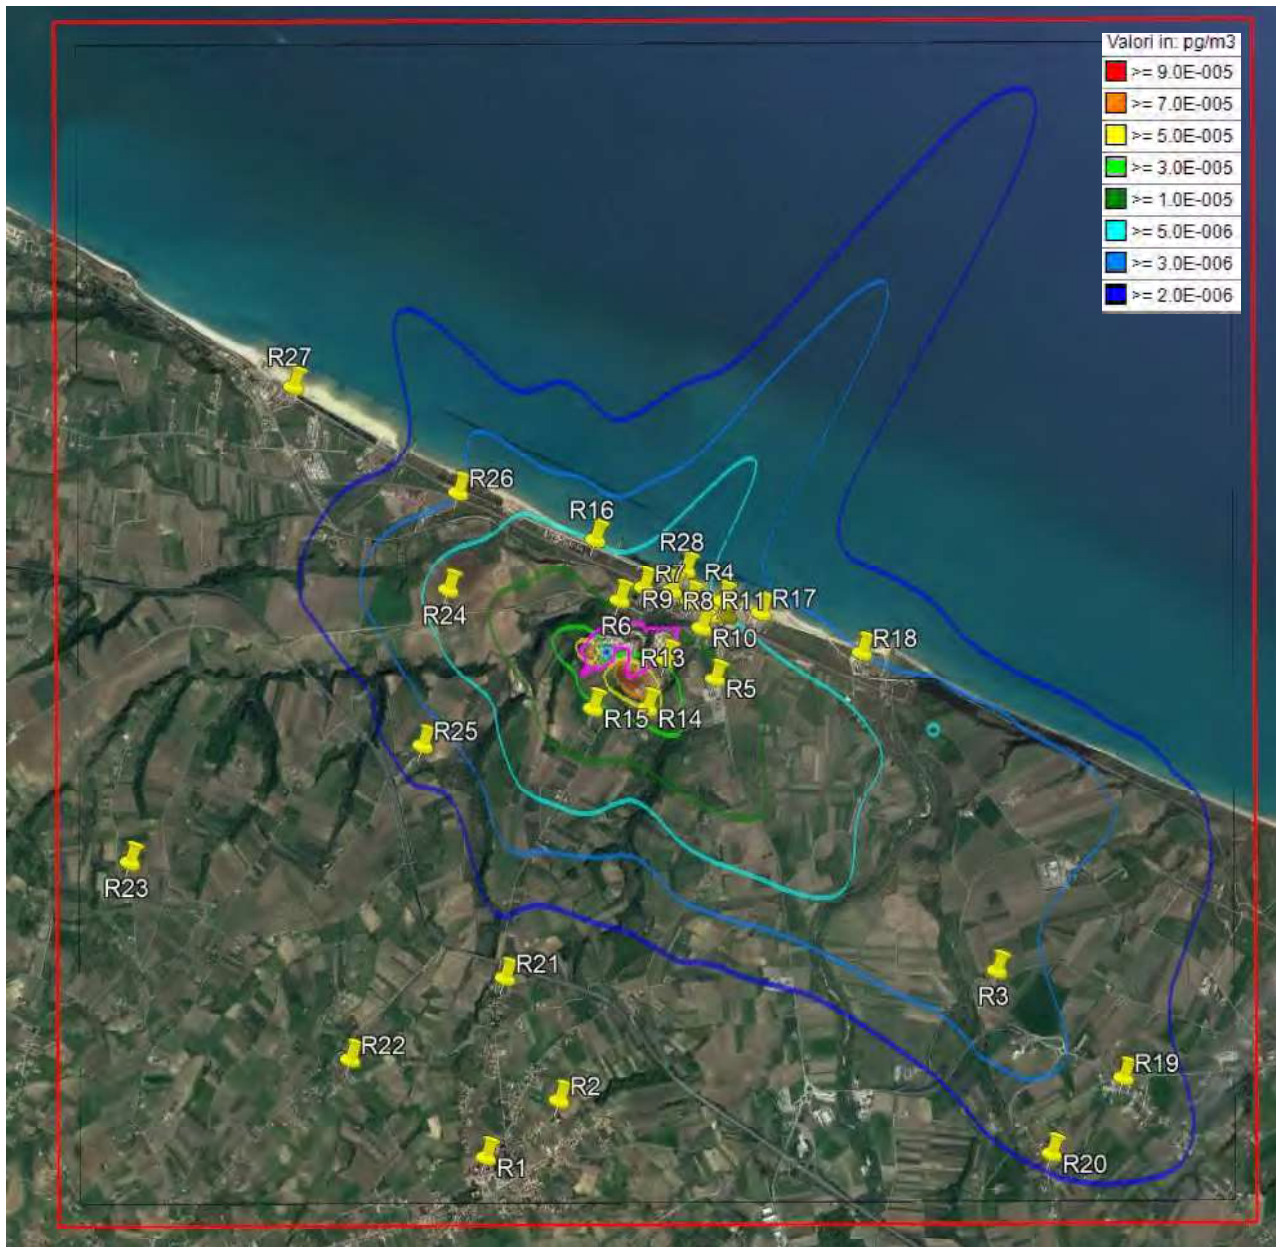 Valori in: pg/m3
>= 9.0E-005
>= 7.0E-005
>= 5.0E-005
>= 3.0E-005
>= 1.0E-005
>= 5.0E-006
>= 3.0E-006
>= 2.0E-006
R27
R26
R16
R28
R7
R4
R24
R9
R8
R11
R17
R6
R10
R18
R13
R5
R15
R14
R25
R23
R21
R3
R22
R19
R2
R1
R20